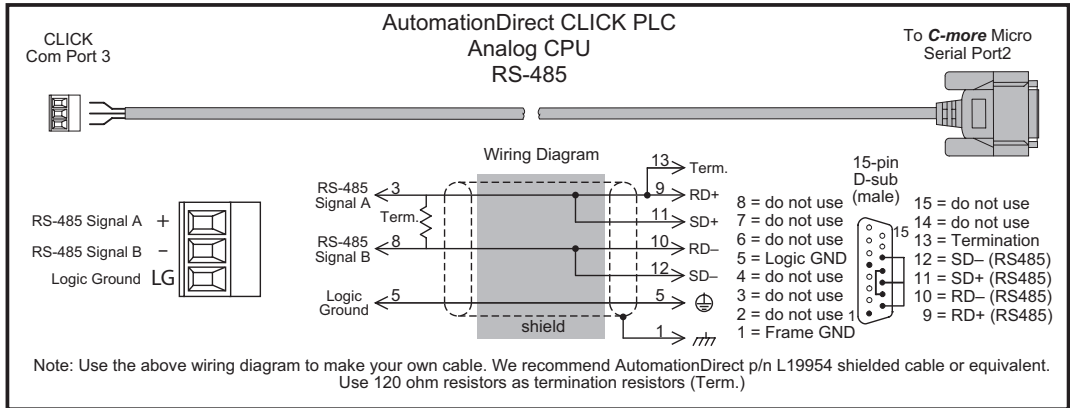 AutomationDirect CLICK PLC
Analog CPU
RS-485
CLICK
Com Port 3
To C-more Micro
Serial Port2
Wiring Diagram
RS-485 Signal A +
RS-485 Signal B –
Logic Ground LG
RS-485
Signal A
3
Term.
RS-485
Signal B
8
Logic
Ground
5
shield
13 Term.
9 RD+
11 SD+
10 RD–
12 SD–
5
1
8 = do not use
7 = do not use
6 = do not use
5 = Logic GND
4 = do not use
3 = do not use
2 = do not use
1 = Frame GND
15-pin
D-sub
(male)
15
1
15 = do not use
14 = do not use
13 = Termination
12 = SD– (RS485)
11 = SD+ (RS485)
10 = RD– (RS485)
9 = RD+ (RS485)
Note: Use the above wiring diagram to make your own cable. We recommend AutomationDirect p/n L19954 shielded cable or equivalent.
Use 120 ohm resistors as termination resistors (Term.)